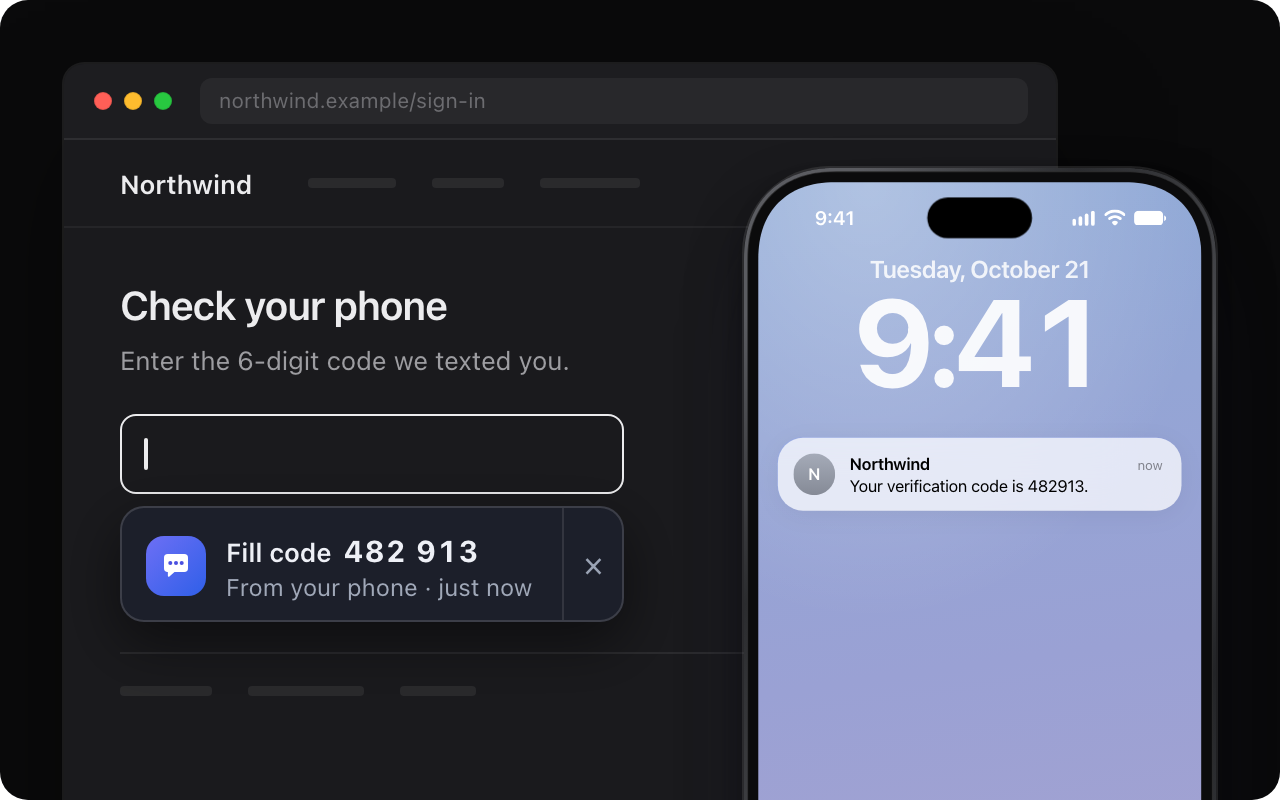 northwind.example/sign-in
Northwind
Check your phone
Enter the 6-digit code we texted you.
Fill code 482 913
From your phone · just now
9:41
Tuesday, October 21
9:41
N
Northwind
now
Your verification code is 482913.